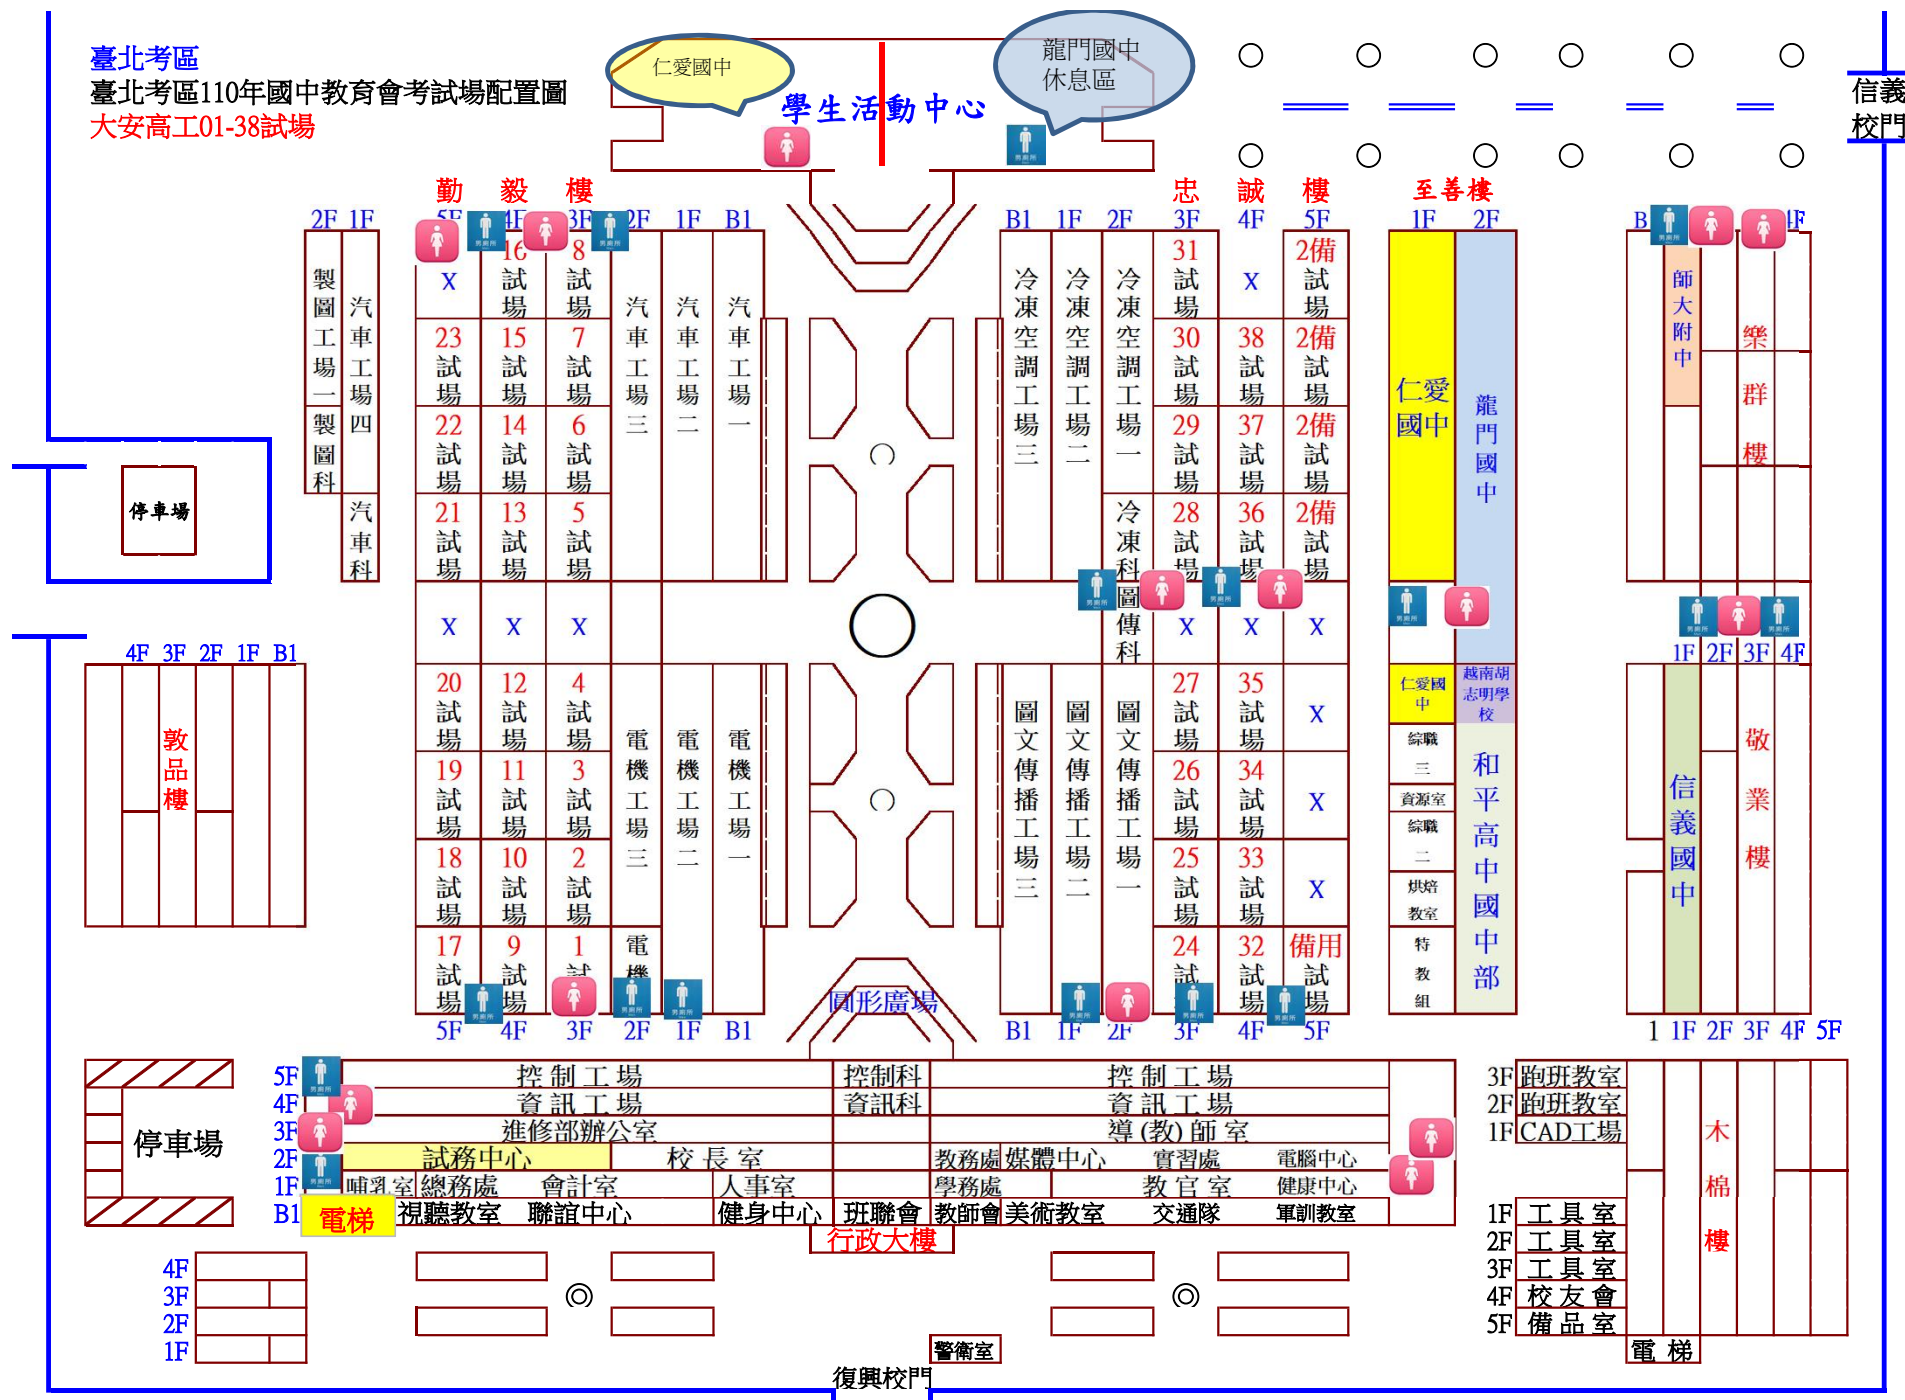 臺北考區
臺北考區110年國中教育會考試場配置圖
大安高工01-38試場
仁愛國中
龍門國中
休息區
學生活動中心
信義
校門
勤毅樓
忠誠樓
至善樓
2F 1F
5F 4F 3F 2F 1F B1
B1 1F 2F 3F 4F 5F
1F 2F
B 4F
製圖工場一
製圖科
汽車工場四
汽車科
X
23試場
22試場
21試場
X
20試場
19試場
18試場
17試場
16試場
15試場
14試場
13試場
X
12試場
11試場
10試場
9試場
8試場
7試場
6試場
5試場
X
4試場
3試場
2試場
1試場
汽車工場三
汽車工場二
汽車工場一
電機工場三
電機
電機工場二
電機工場一
5F 4F 3F 2F 1F B1
冷凍空調工場三
冷凍空調工場二
冷凍空調工場一
冷凍科
圖傳科
圖文傳播工場三
圖文傳播工場二
圖文傳播工場一
31試場
30試場
29試場
28試場
X
27試場
26試場
25試場
24試
X
38試場
37試場
36試場
X
35試場
34試場
33試場
32試場
2備試場
2備試場
2備試場
2備試場
X
X
X
X
備用試場
B1 1F 2F 3F 4F 5F
仁愛國中
龍門國中
仁愛國中
越南胡志明學校
綜職三
資源室
綜職二
烘焙教室
特教組
和平高中國中部
師大附中
樂群樓
1F 2F 3F 4F
信義國中
敬業樓
1 1F 2F 3F 4F 5F
停車場
4F 3F 2F 1F B1
敦品樓
圓形廣場
停車場
5F 控制工場 控制科 控制工場
4F 資訊工場 資訊科 資訊工場
3F 進修部辦公室 導(教)師室
2F 試務中心 校長室 教務處 媒體中心 實習處 電腦中心
1F 哺乳室 總務處 會計室 人事室 學務處 教官室 健康中心
B1 電梯 視聽教室 聯誼中心 健身中心 班聯會 教師會 美術教室 交通隊 軍訓教室
行政大樓
3F 跑班教室
2F 跑班教室
1F CAD工場
木棉樓
1F 工具室
2F 工具室
3F 工具室
4F 校友會
5F 備品室
電梯
4F
3F
2F
1F
警衛室
復興校門